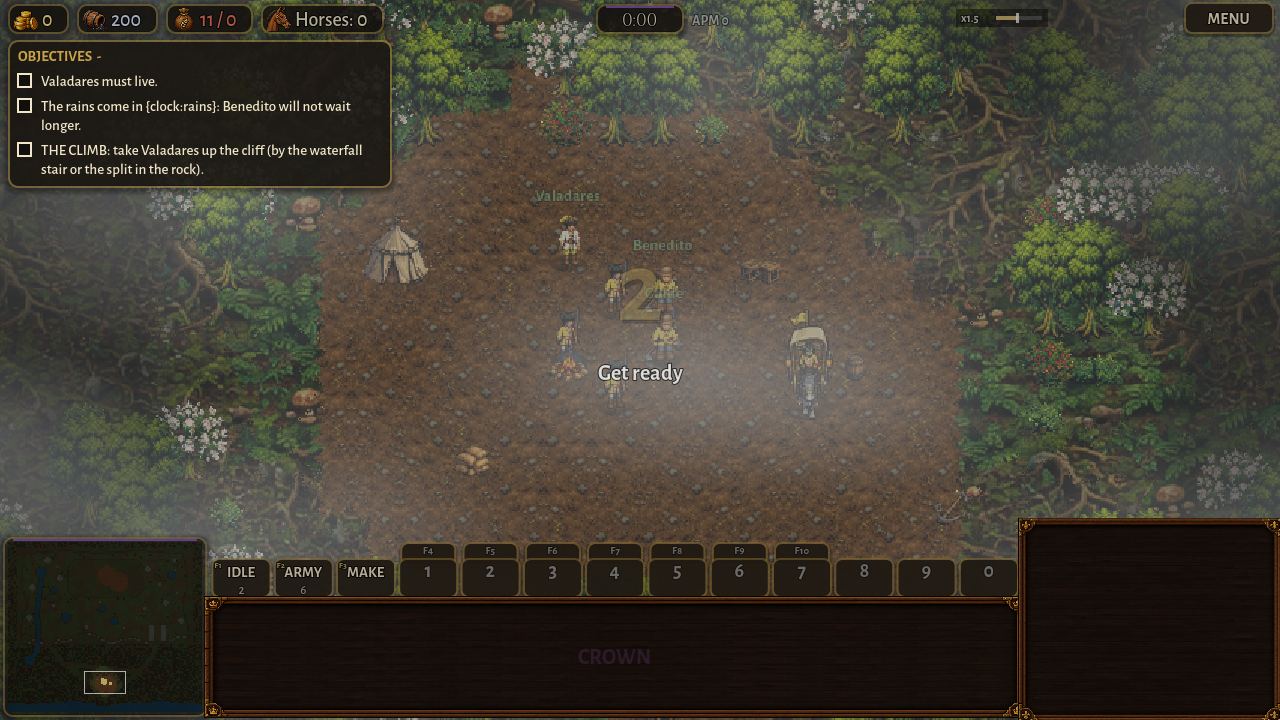 0
200
11 / 0
Horses: 0
0:00
APM 0
x1.5
MENU
OBJECTIVES -
Valadares must live.
The rains come in {clock:rains}: Benedito will not wait
longer.
THE CLIMB: take Valadares up the cliff (by the waterfall
stair or the split in the rock).
Valadares
Benedito
2
Get ready
F4
F5
F6
F7
F8
F9
F10
F1
IDLE
2
F2
ARMY
6
F3
MAKE
1
2
3
4
5
6
7
8
9
0
CROWN